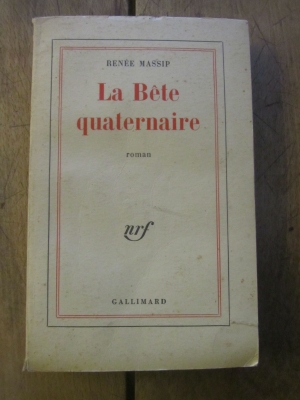 RENÉE MASSIP
La Bête
quaternaire
roman
nrf
GALLIMARD